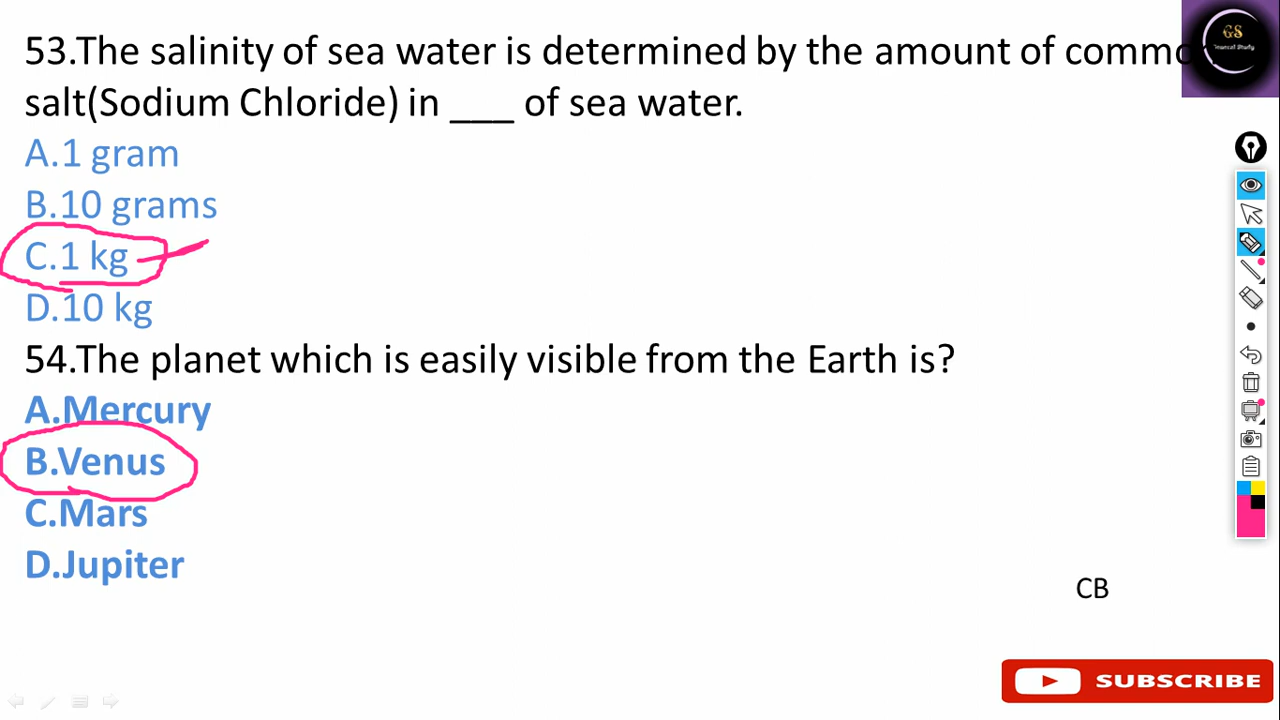 53.The salinity of sea water is determined by the amount of common
salt(Sodium Chloride) in ___ of sea water.
A.1 gram
B.10 grams
C.1 kg
D.10 kg
54.The planet which is easily visible from the Earth is?
A.Mercury
B.Venus
C.Mars
D.Jupiter
CB
GS
SUBSCRIBE